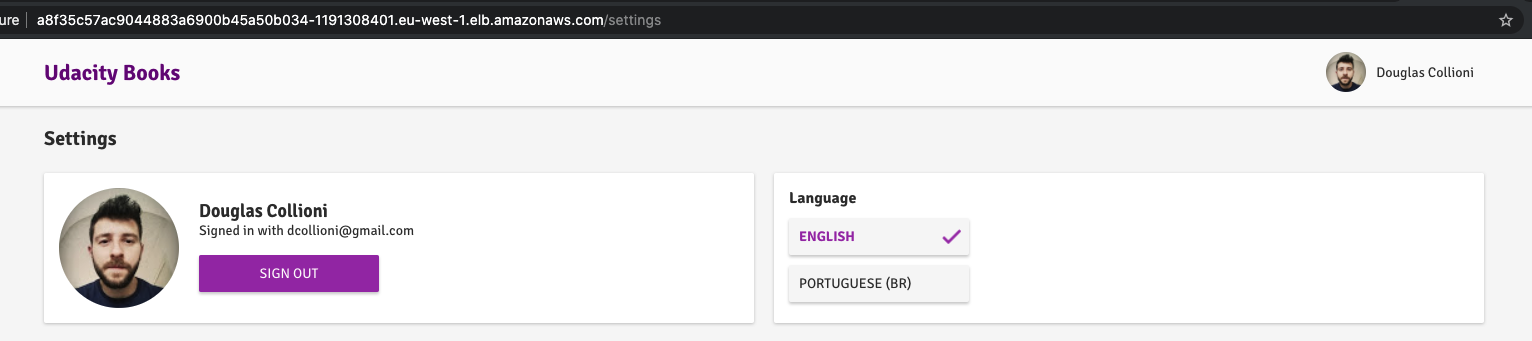 ure a8f35c57ac9044883a6900b45a50b034-1191308401.eu-west-1.elb.amazonaws.com/settings
Udacity Books
Douglas Collioni
Settings
Douglas Collioni
Signed in with dcollioni@gmail.com
SIGN OUT
Language
ENGLISH
PORTUGUESE (BR)